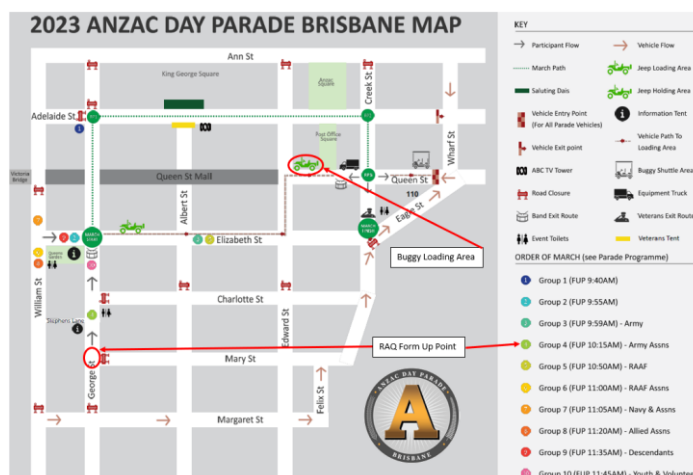 2023 ANZAC DAY PARADE BRISBANE MAP
Ann St
King George Square
Anzac Square
Creek St
Adelaide St
Post Office Square
Wharf St
Victoria Bridge
Queen St Mall
Queen St
110
Eagle St
Albert St
MARCH START
MARCH FINISH
Elizabeth St
Buggy Loading Area
William St
Charlotte St
Stephens Lane
Edward St
RAQ Form Up Point
Mary St
George St
Felix St
Margaret St
ANZAC DAY PARADE
A
BRISBANE
KEY
Participant Flow
Vehicle Flow
March Path
Jeep Loading Area
Saluting Dais
Jeep Holding Area
Vehicle Entry Point
(For All Parade Vehicles)
Information Tent
Vehicle Exit point
Vehicle Path To
Loading Area
ABC TV Tower
Buggy Shuttle Area
Road Closure
Equipment Truck
Band Exit Route
Veterans Exit Route
Event Toilets
Veterans Tent
ORDER OF MARCH (see Parade Programme)
Group 1 (FUP 9:40AM)
Group 2 (FUP 9:55AM)
Group 3 (FUP 9:59AM) - Army
Group 4 (FUP 10:15AM) - Army Assns
Group 5 (FUP 10:50AM) - RAAF
Group 6 (FUP 11:00AM) - RAAF Assns
Group 7 (FUP 11:05AM) - Navy & Assns
Group 8 (FUP 11:20AM) - Allied Assns
Group 9 (FUP 11:35AM) - Descendants
Group 10 (FUP 11:45AM) - Youth & Volunteer